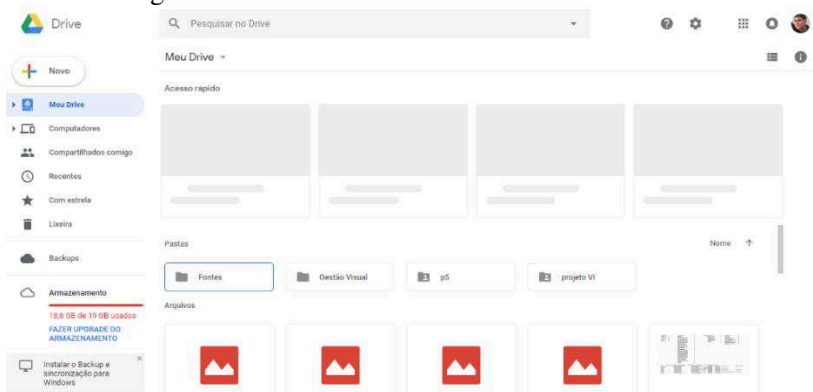 Drive
Pesquisar no Drive
Meu Drive
Novo
Acesso rápido
Meu Drive
Computadores
Compartilhados comigo
Recentes
Com estrela
Lixeira
Pastas
Nome
Backups
Fontes
Gestão Visual
p5
projeto VI
Armazenamento
Arquivos
18,6 GB de 19 GB usados
FAZER UPGRADE DO
ARMAZENAMENTO
Instalar o Backup e
sincronização para
Windows